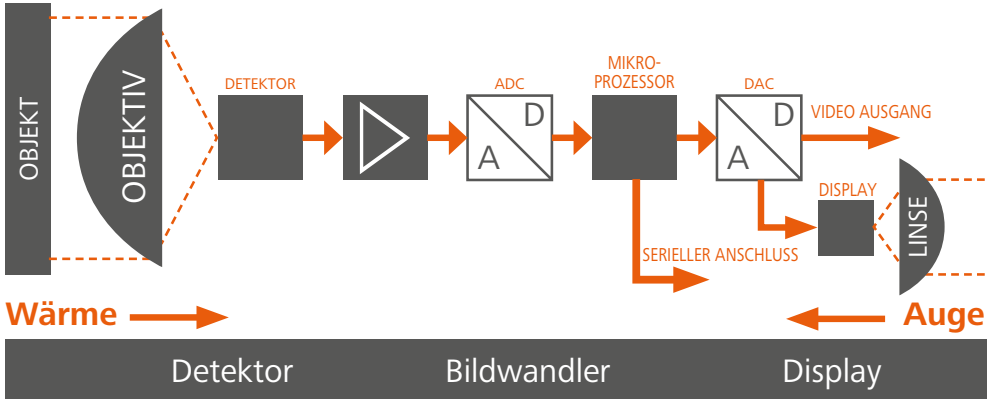 OBJEKT
OBJEKTIV
DETEKTOR
ADC
D
A
MIKRO-
PROZESSOR
DAC
D
A
VIDEO AUSGANG
DISPLAY
LINSE
SERIELLER ANSCHLUSS
Wärme
Auge
Detektor
Bildwandler
Display